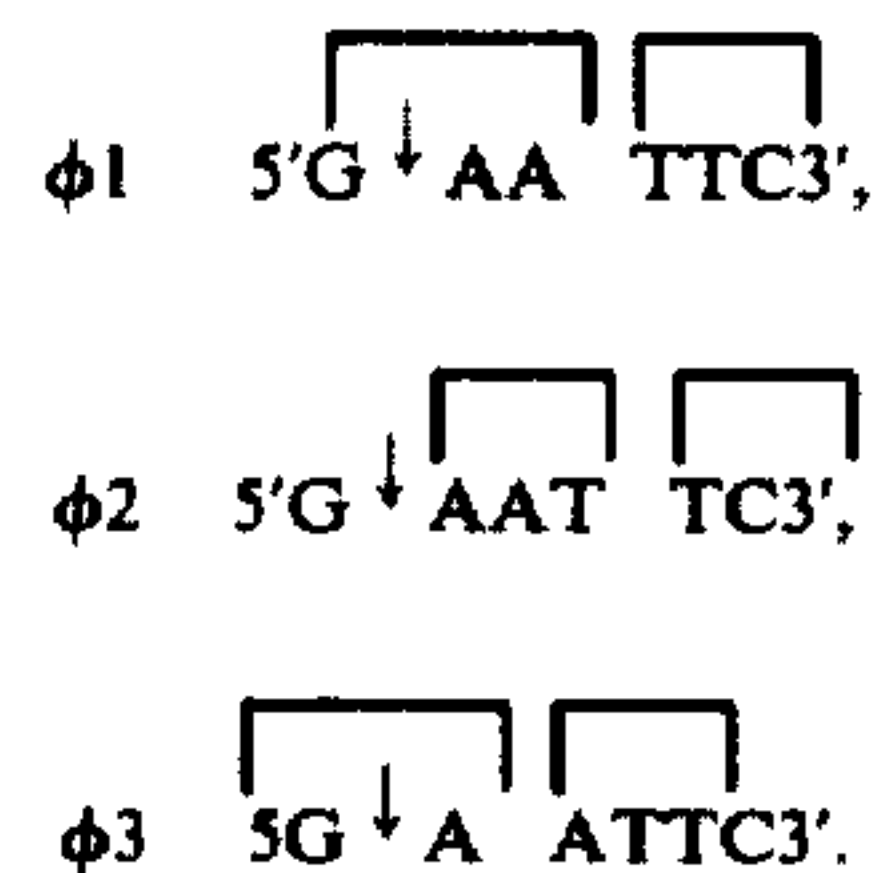 ϕ1 5′G ↓ AA TTC3′,
ϕ2 5′G ↓ AAT TC3′,
ϕ3 5G ↓ A ATTC3′.